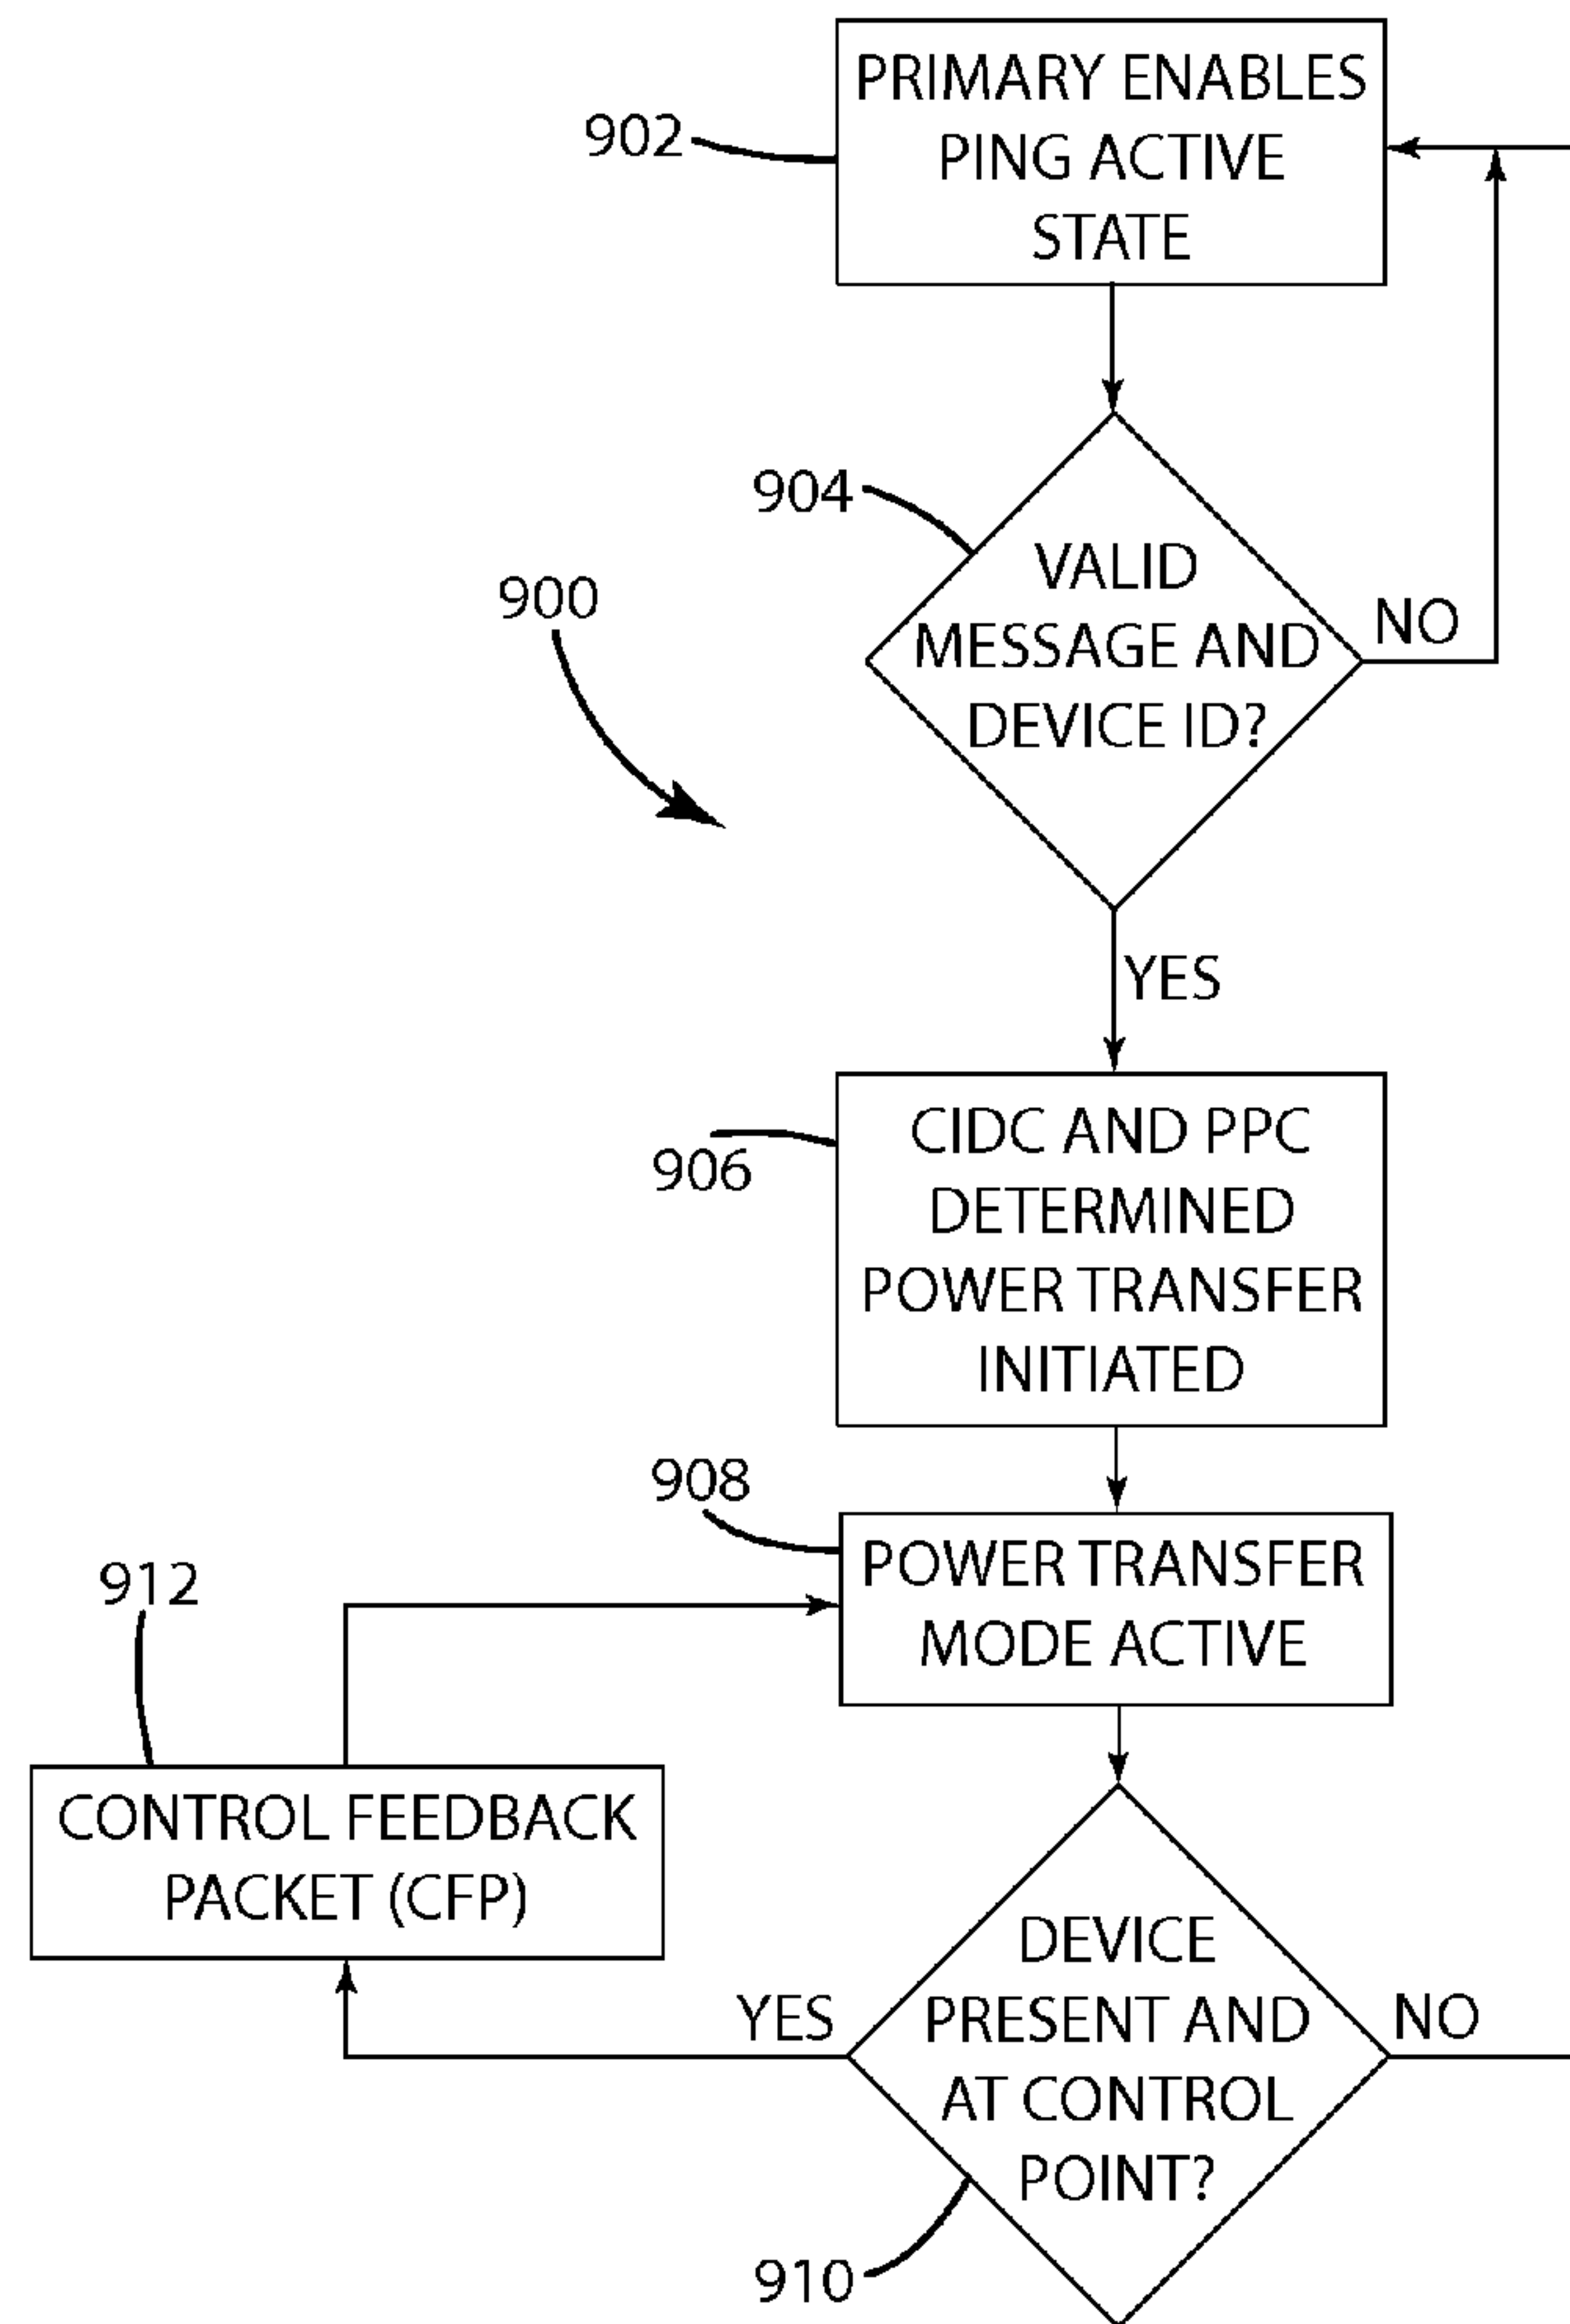 PRIMARY ENABLES
PING ACTIVE
STATE
902
904
VALID
MESSAGE AND
DEVICE ID?
NO
900
YES
CIDC AND PPC
DETERMINED
POWER TRANSFER
INITIATED
906
908
POWER TRANSFER
MODE ACTIVE
912
CONTROL FEEDBACK
PACKET (CFP)
DEVICE
PRESENT AND
AT CONTROL
POINT?
YES
NO
910